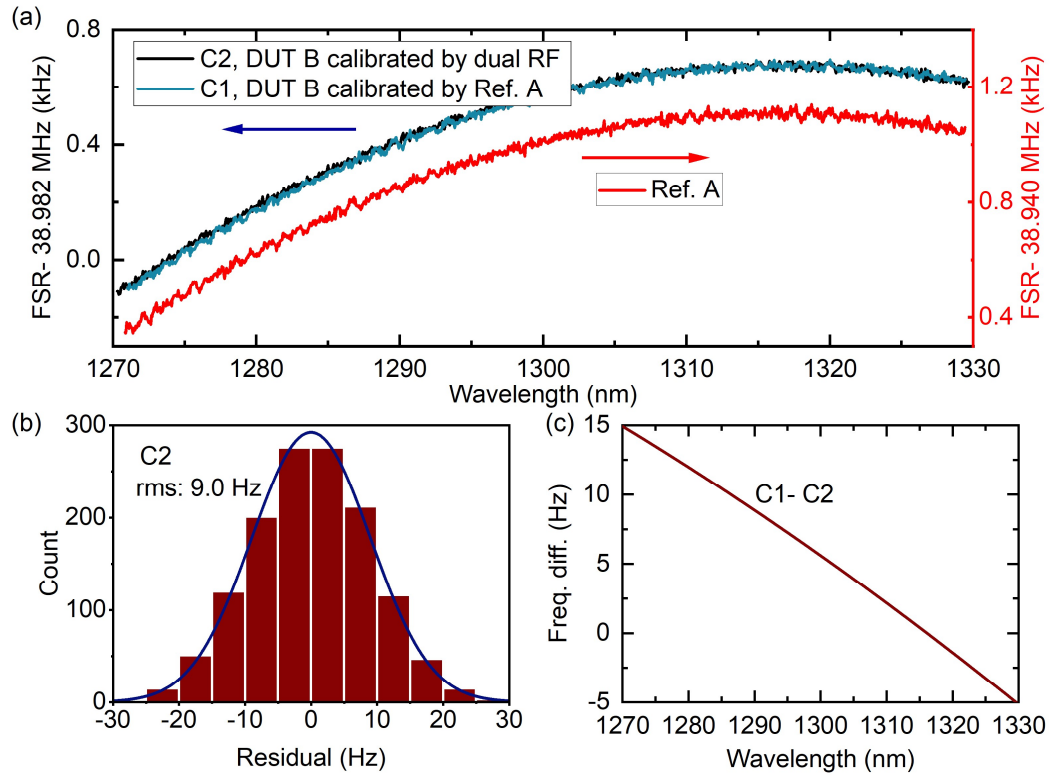 (a)
0.8
0.4
0.0
FSR- 38.982 MHz (kHz)
C2, DUT B calibrated by dual RF
C1, DUT B calibrated by Ref. A
Ref. A
1.2
0.8
0.4
FSR- 38.940 MHz (kHz)
1270 1280 1290 1300 1310 1320 1330
Wavelength (nm)
(b)
300
200
100
0
Count
C2
rms: 9.0 Hz
-30 -20 -10 0 10 20 30
Residual (Hz)
(c)
15
10
5
0
-5
Freq. diff. (Hz)
C1- C2
1270 1280 1290 1300 1310 1320 1330
Wavelength (nm)